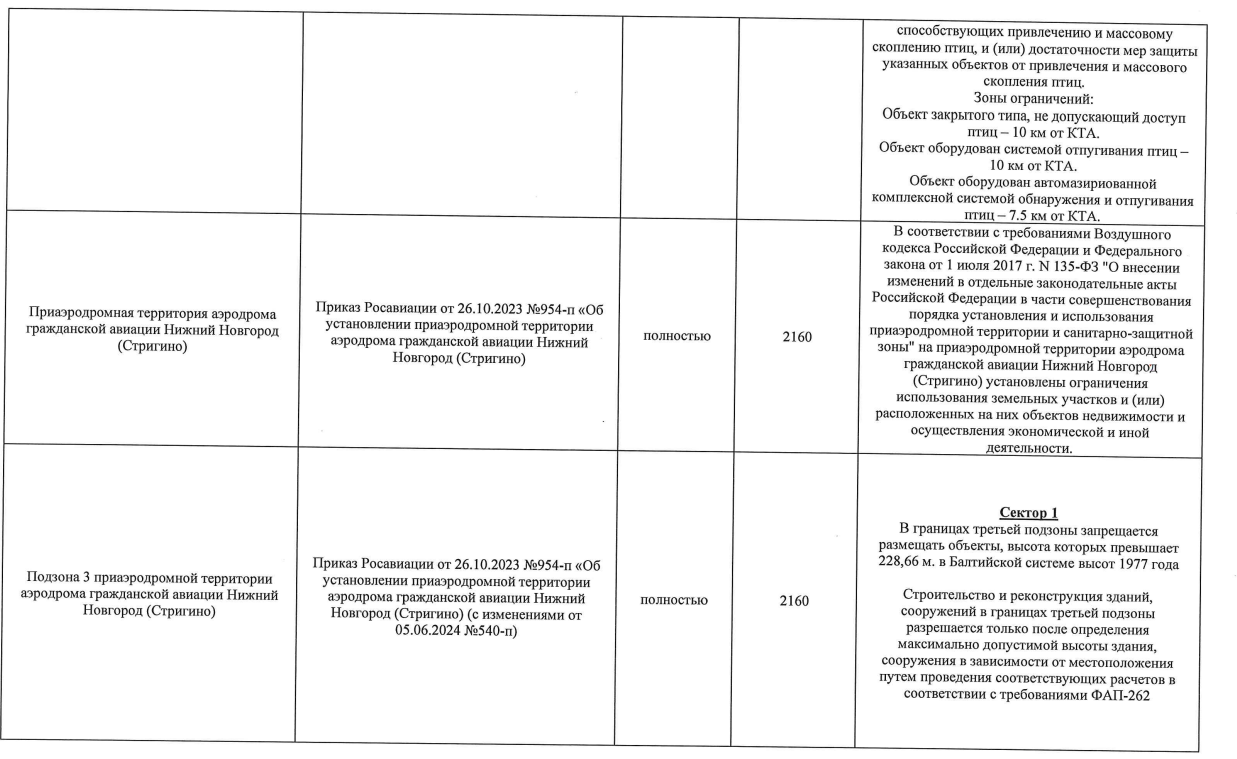 способствующих привлечению и массовому
скоплению птиц, и (или) достаточности мер защиты
указанных объектов от привлечения и массового
скопления птиц.
Зоны ограничений:
Объект закрытого типа, не допускающий доступ
птиц – 10 км от КТА.
Объект оборудован системой отпугивания птиц –
10 км от КТА.
Объект оборудован автомазириованной
комплексной системой обнаружения и отпугивания
птиц – 7.5 км от КТА.
Приаэродромная территория аэродрома
гражданской авиации Нижний Новгород
(Стригино)
Приказ Росавиации от 26.10.2023 №954-п «Об
установлении приаэродромной территории
аэродрома гражданской авиации Нижний
Новгород (Стригино)
полностью
2160
В соответствии с требованиями Воздушного
кодекса Российской Федерации и Федерального
закона от 1 июля 2017 г. N 135-ФЗ "О внесении
изменений в отдельные законодательные акты
Российской Федерации в части совершенствования
порядка установления и использования
приаэродромной территории и санитарно-защитной
зоны" на приаэродромной территории аэродрома
гражданской авиации Нижний Новгород
(Стригино) установлены ограничения
использования земельных участков и (или)
расположенных на них объектов недвижимости и
осуществления экономической и иной
деятельности.
Подзона 3 приаэродромной территории
аэродрома гражданской авиации Нижний
Новгород (Стригино)
Приказ Росавиации от 26.10.2023 №954-п «Об
установлении приаэродромной территории
аэродрома гражданской авиации Нижний
Новгород (Стригино) (с изменениями от
05.06.2024 №540-п)
полностью
2160
Сектор 1
В границах третьей подзоны запрещается
размещать объекты, высота которых превышает
228,66 м. в Балтийской системе высот 1977 года
Строительство и реконструкция зданий,
сооружений в границах третьей подзоны
разрешается только после определения
максимально допустимой высоты здания,
сооружения в зависимости от местоположения
путем проведения соответствующих расчетов в
соответствии с требованиями ФАП-262